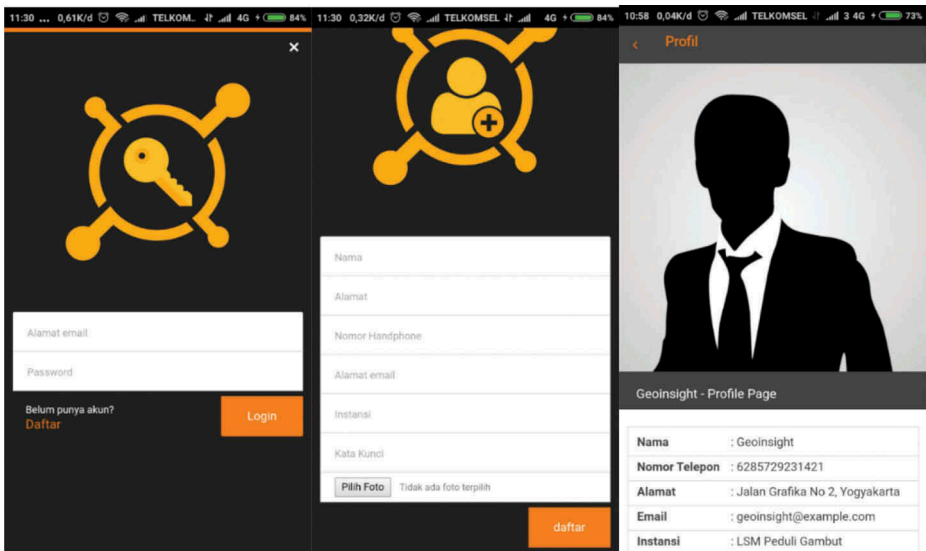 11:30 ... 0,61K/d TELKOM.. 4G 84%
Alamat email
Password
Belum punya akun?
Daftar
Login
11:30 0,32K/d TELKOMSEL 4G 84%
Nama
Alamat
Nomor Handphone
Alamat email
Instansi
Kata Kunci
Pilih Foto Tidak ada foto terpilih
daftar
10:58 0,04K/d TELKOMSEL 3 4G 73%
Profil
Geoinsight - Profile Page
Nama : Geoinsight
Nomor Telepon : 6285729231421
Alamat : Jalan Grafika No 2, Yogyakarta
Email : geoinsight@example.com
Instansi : LSM Peduli Gambut